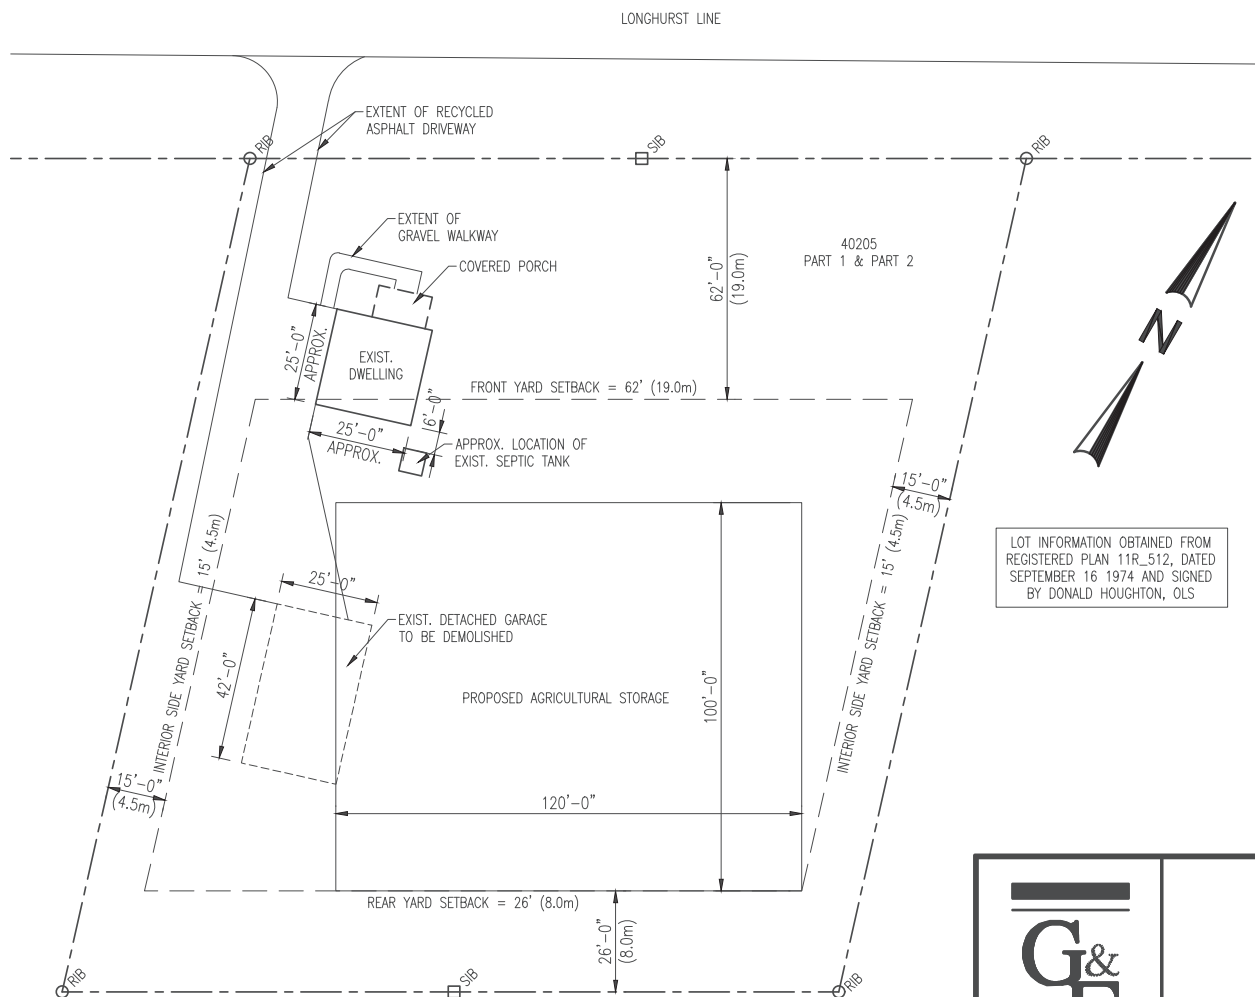 LONGHURST LINE
EXTENT OF RECYCLED
ASPHALT DRIVEWAY
RIB
SIB
RIB
EXTENT OF
GRAVEL WALKWAY
COVERED PORCH
40205
PART 1 & PART 2
62'-0"
(19.0m)
N
25'-0"
APPROX.
EXIST.
DWELLING
FRONT YARD SETBACK = 62' (19.0m)
6'-0"
25'-0"
APPROX.
APPROX. LOCATION OF
EXIST. SEPTIC TANK
15'-0"
(4.5m)
LOT INFORMATION OBTAINED FROM
REGISTERED PLAN 11R_512, DATED
SEPTEMBER 16 1974 AND SIGNED
BY DONALD HOUGHTON, OLS
INTERIOR SIDE YARD SETBACK = 15' (4.5m)
25'-0"
EXIST. DETACHED GARAGE
TO BE DEMOLISHED
42'-0"
PROPOSED AGRICULTURAL STORAGE
100'-0"
INTERIOR SIDE YARD SETBACK = 15' (4.5m)
15'-0"
(4.5m)
120'-0"
REAR YARD SETBACK = 26' (8.0m)
26'-0"
(8.0m)
RIB
SIB
RIB
G&